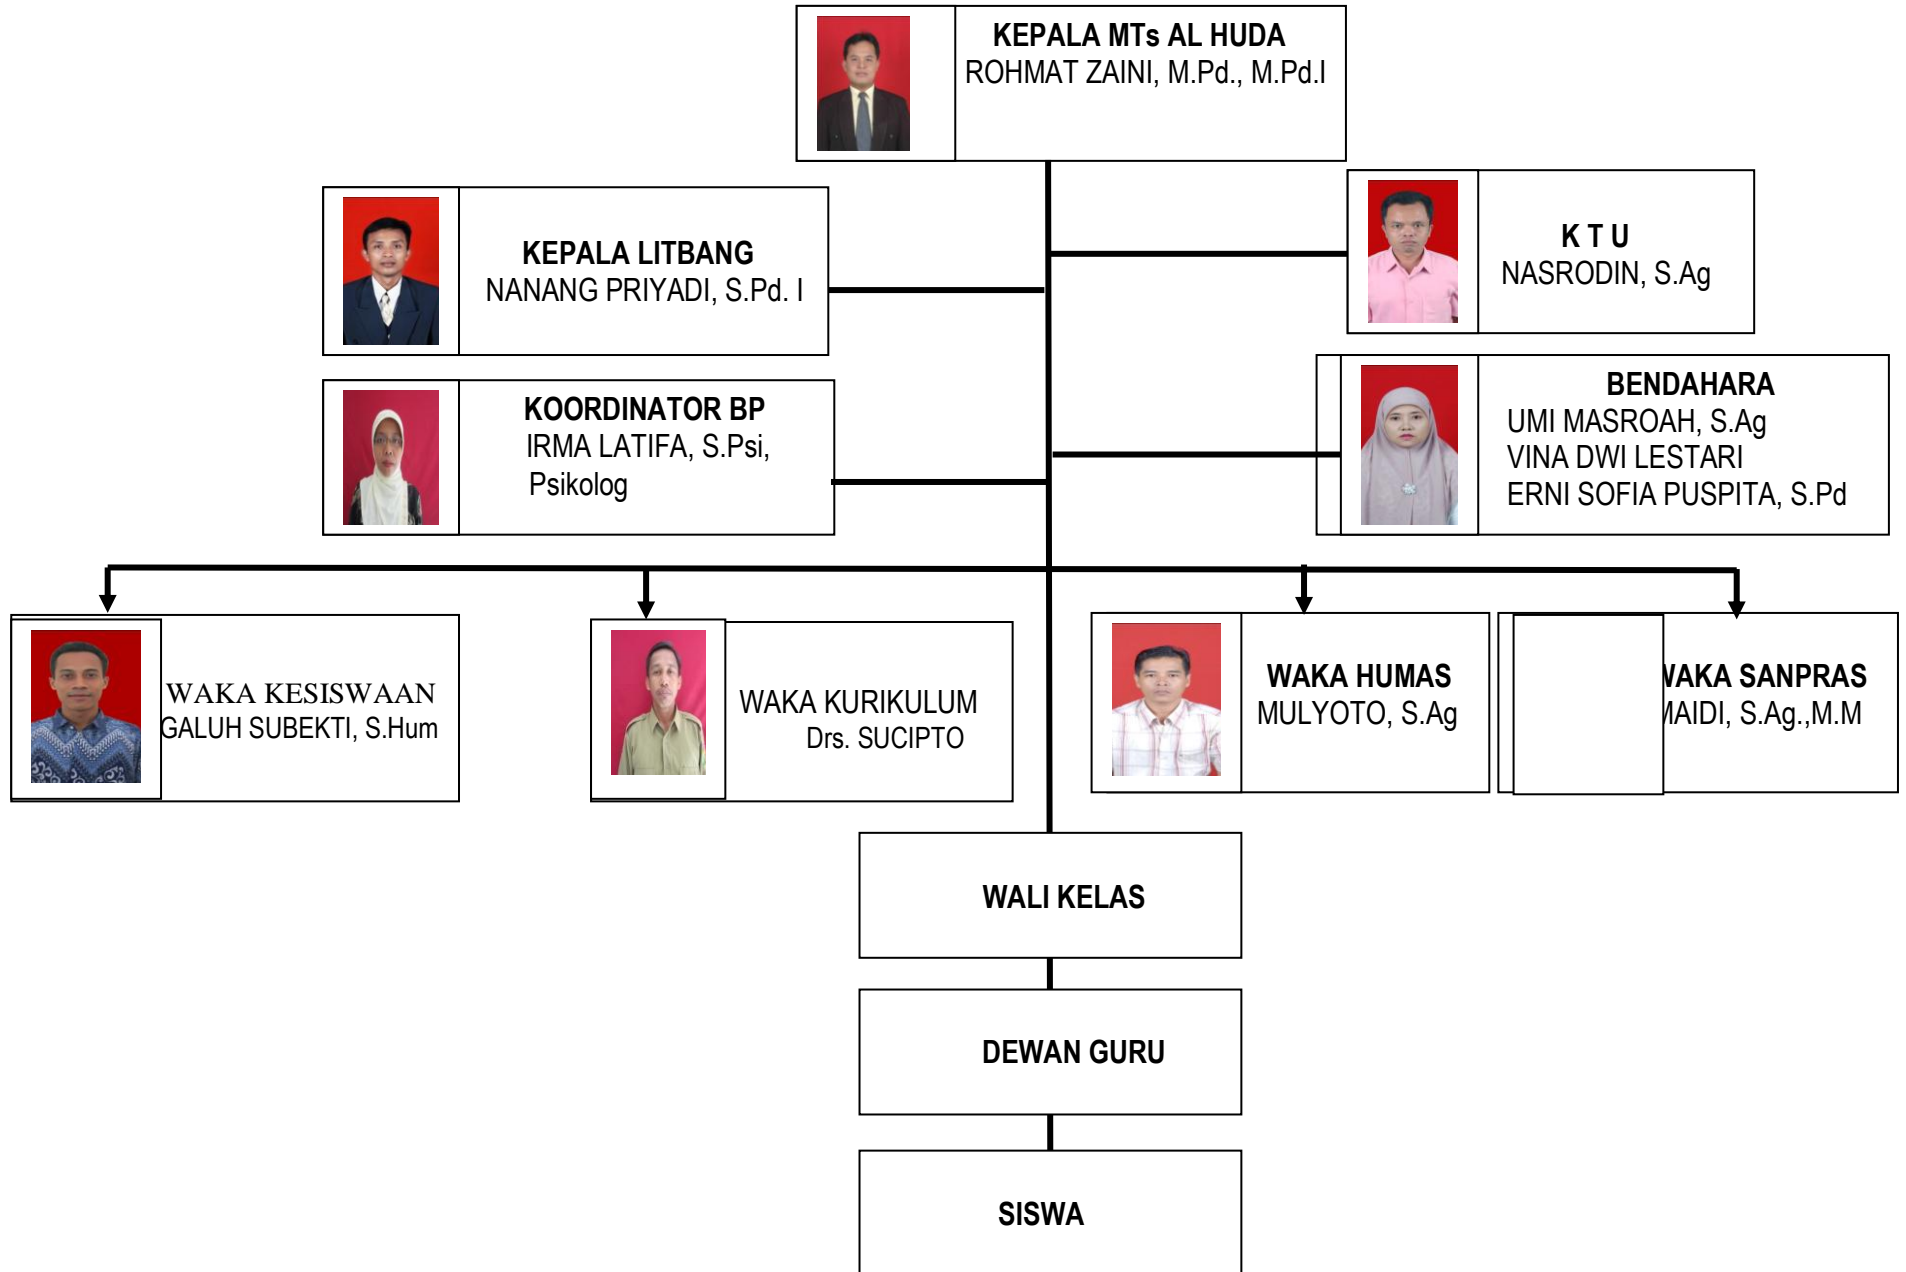 KEPALA MTs AL HUDA
ROHMAT ZAINI, M.Pd., M.Pd.I
KEPALA LITBANG
NANANG PRIYADI, S.Pd. I
K T U
NASRODIN, S.Ag
KOORDINATOR BP
IRMA LATIFA, S.Psi,
Psikolog
BENDAHARA
UMI MASROAH, S.Ag
VINA DWI LESTARI
ERNI SOFIA PUSPITA, S.Pd
WAKA KESISWAAN
GALUH SUBEKTI, S.Hum
WAKA KURIKULUM
Drs. SUCIPTO
WAKA HUMAS
MULYOTO, S.Ag
WAKA SANPRAS
S.Ag.,M.M
WALI KELAS
DEWAN GURU
SISWA